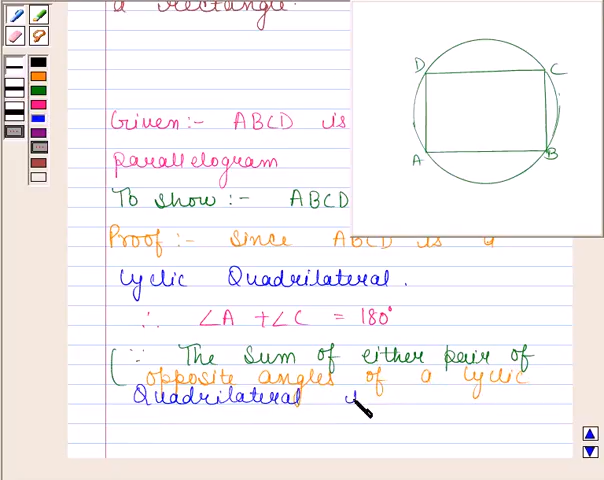 a rectangle.
D
C
A
B
Given:- ABCD is
parallelogram
To show:- ABCD
Proof:- Since ABCD is a
Cyclic Quadrilateral.
∴ ∠A + ∠C = 180°
( ∵ The Sum of either pair of
opposite angles of a Cyclic
Quadrilateral